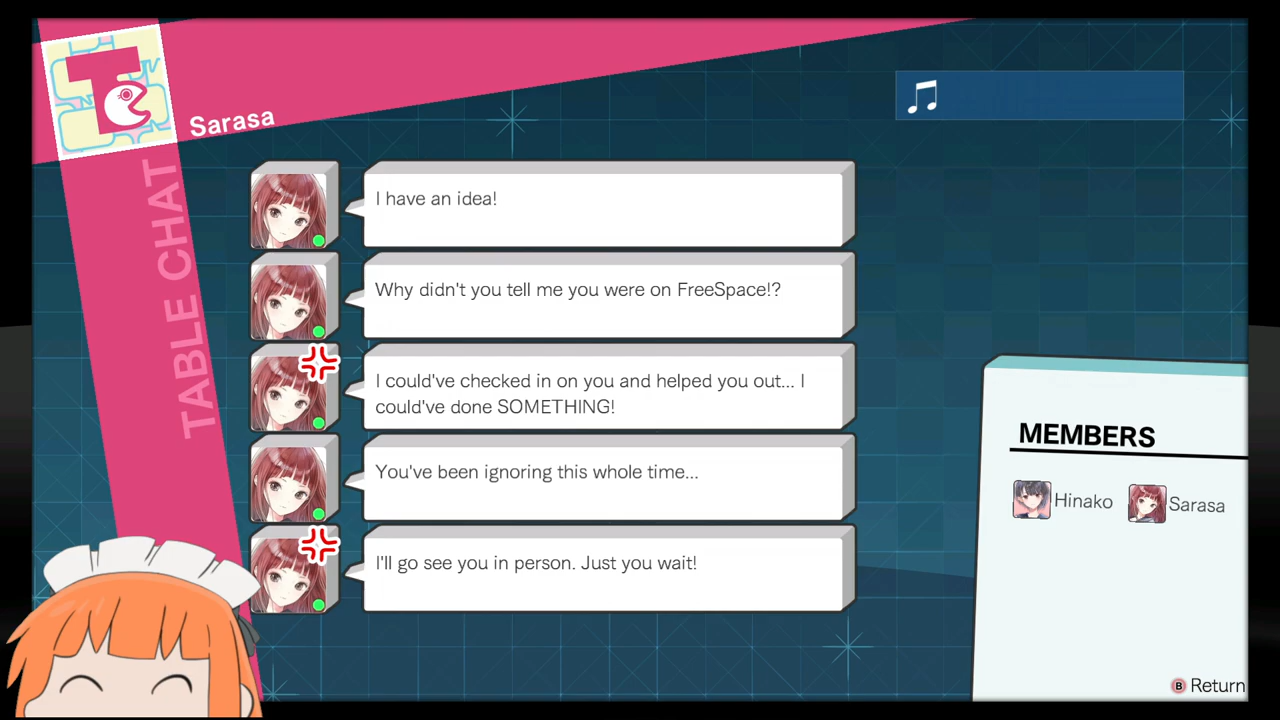 Tc
Sarasa
TABLE CHAT
I have an idea!
Why didn't you tell me you were on FreeSpace!?
I could've checked in on you and helped you out... I
could've done SOMETHING!
You've been ignoring this whole time...
I'll go see you in person. Just you wait!
MEMBERS
Hinako Sarasa
B Return